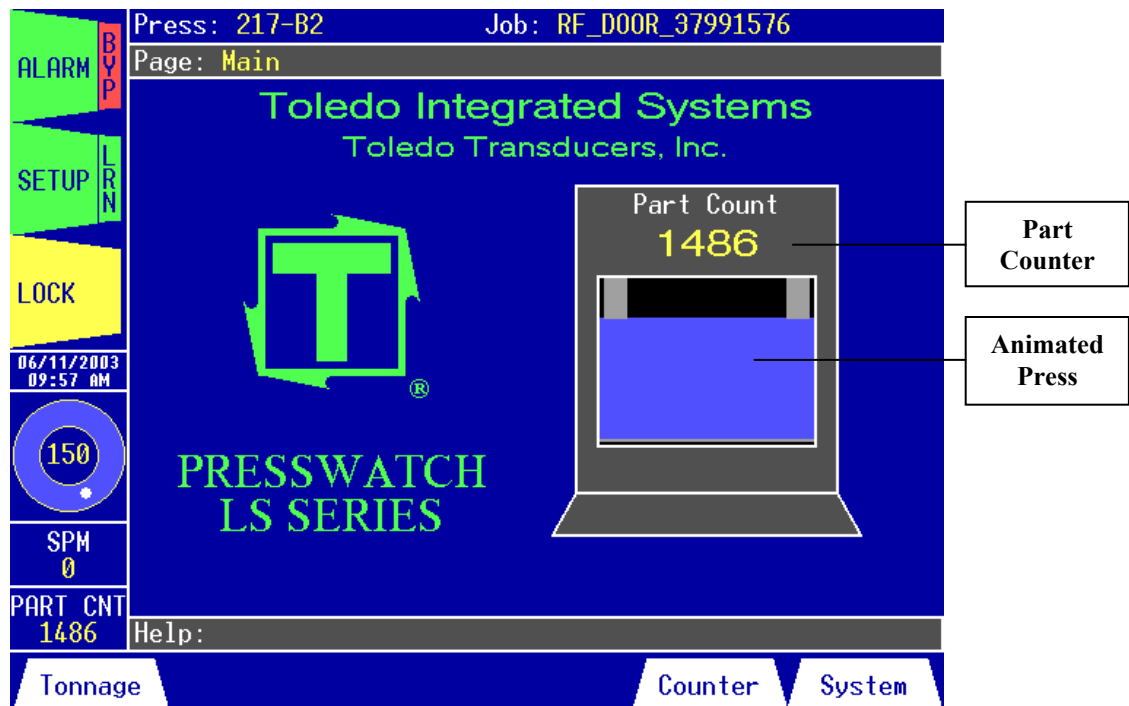 Press: 217-B2
Job: RF_DOOR_37991576
Page: Main
ALARM
BYP
SETUP
LRN
LOCK
06/11/2003
09:57 AM
150
SPM
0
PART CNT
1486
Toledo Integrated Systems
Toledo Transducers, Inc.
T
®
PRESSWATCH
LS SERIES
Part Count
1486
Part
Counter
Animated
Press
Help:
Tonnage
Counter
System